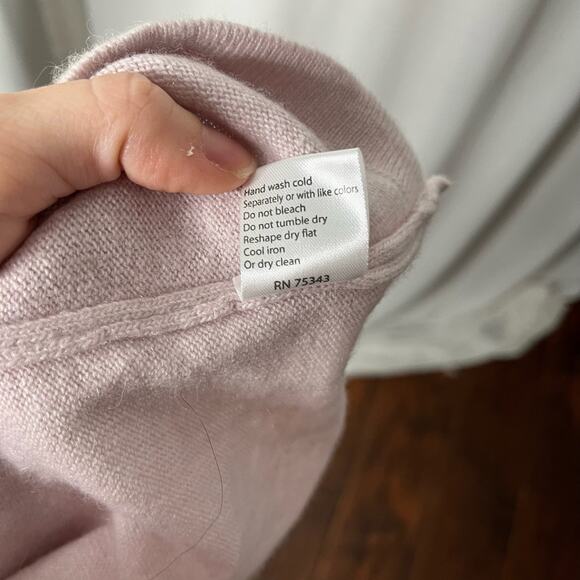 Hand wash cold
Separately or with like colors
Do not bleach
Do not tumble dry
Reshape dry flat
Cool iron
Or dry clean
RN 75343